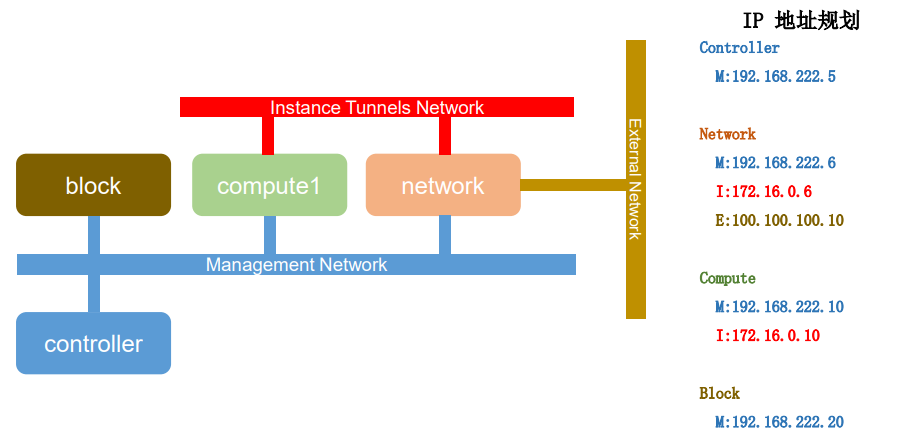 Instance Tunnels Network
block
compute1
network
External Network
Management Network
controller
IP 地址规划
Controller
M:192.168.222.5
Network
M:192.168.222.6
I:172.16.0.6
E:100.100.100.10
Compute
M:192.168.222.10
I:172.16.0.10
Block
M:192.168.222.20